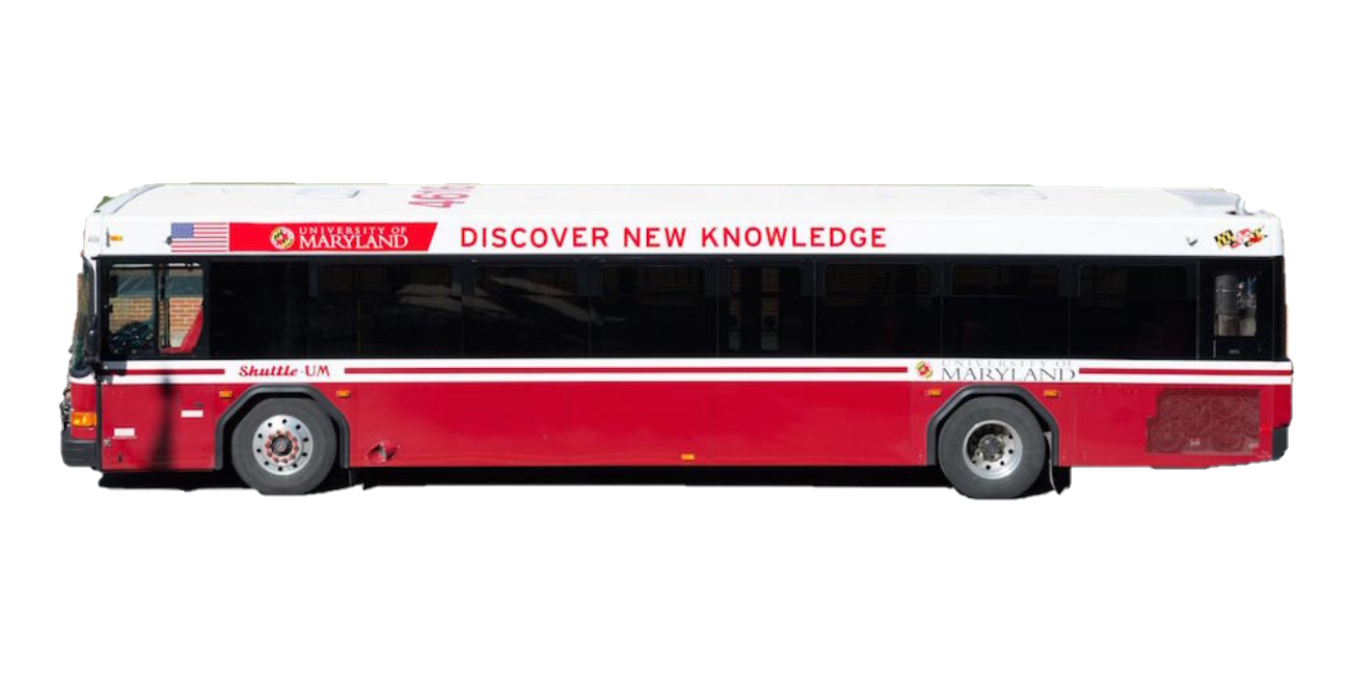 UNIVERSITY OF
MARYLAND
DISCOVER NEW KNOWLEDGE
Shuttle-UM
UNIVERSITY OF
MARYLAND